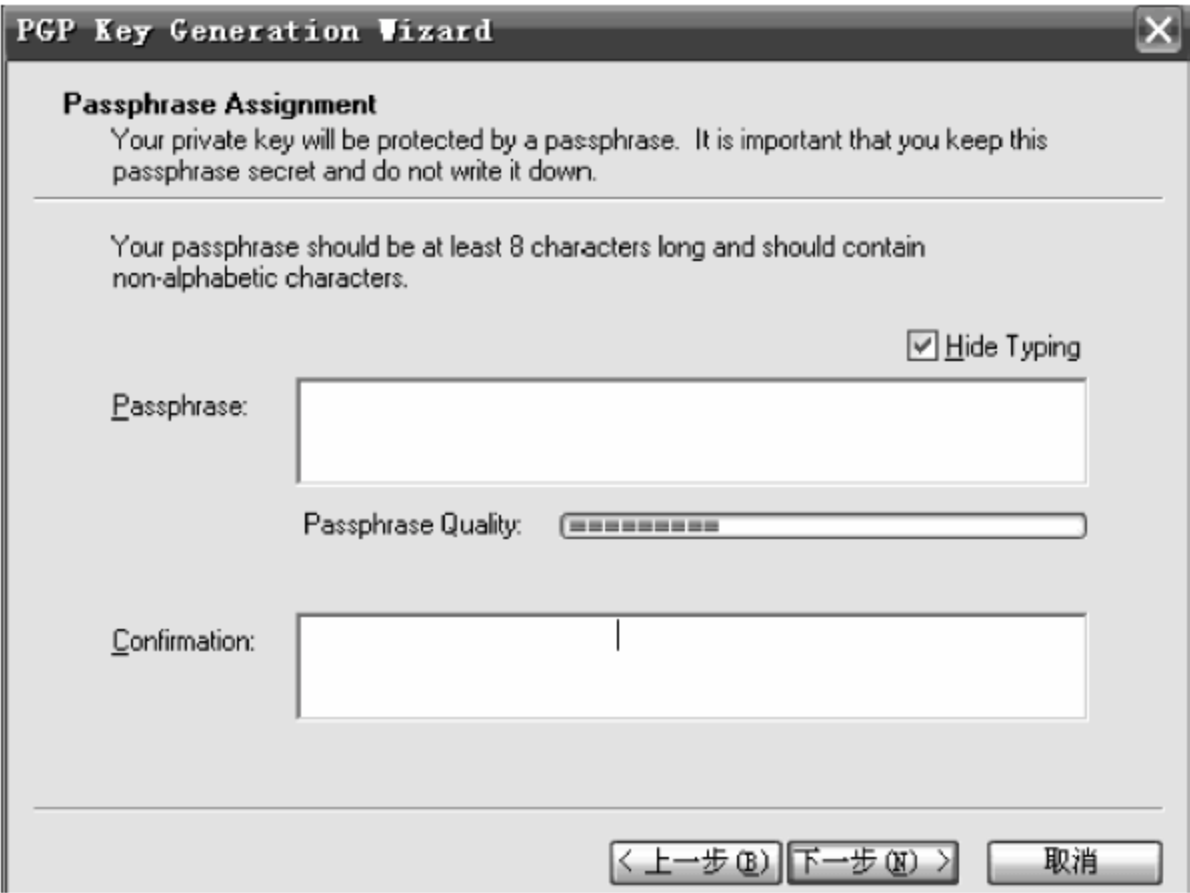 PGP Key Generation Wizard
Passphrase Assignment
Your private key will be protected by a passphrase. It is important that you keep this
passphrase secret and do not write it down.
Your passphrase should be at least 8 characters long and should contain
non-alphabetic characters.
Hide Typing
Passphrase:
Passphrase Quality:
Confirmation:
< 上一步(B) 下一步(N) > 取消